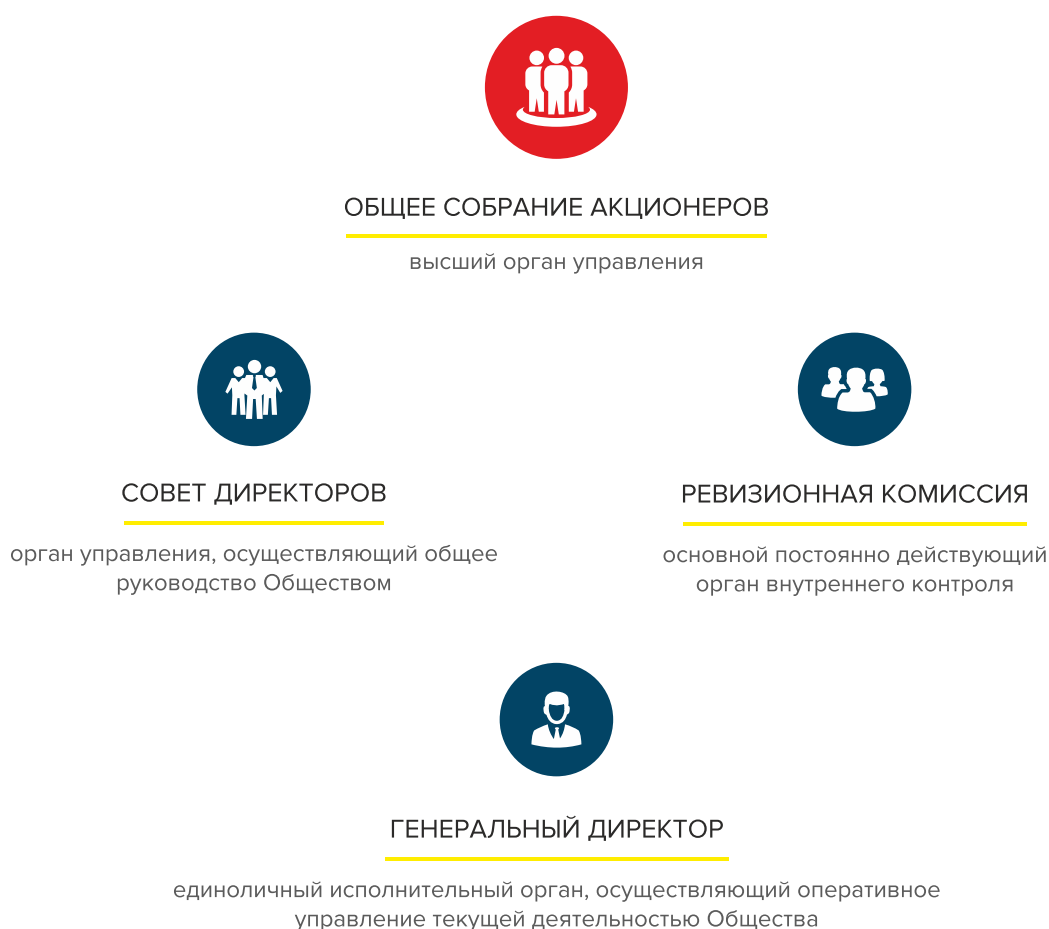 ОБЩЕЕ СОБРАНИЕ АКЦИОНЕРОВ
высший орган управления
СОВЕТ ДИРЕКТОРОВ
орган управления, осуществляющий общее
руководство Обществом
РЕВИЗИОННАЯ КОМИССИЯ
основной постоянно действующий
орган внутреннего контроля
ГЕНЕРАЛЬНЫЙ ДИРЕКТОР
единоличный исполнительный орган, осуществляющий оперативное
управление текущей деятельностью Общества